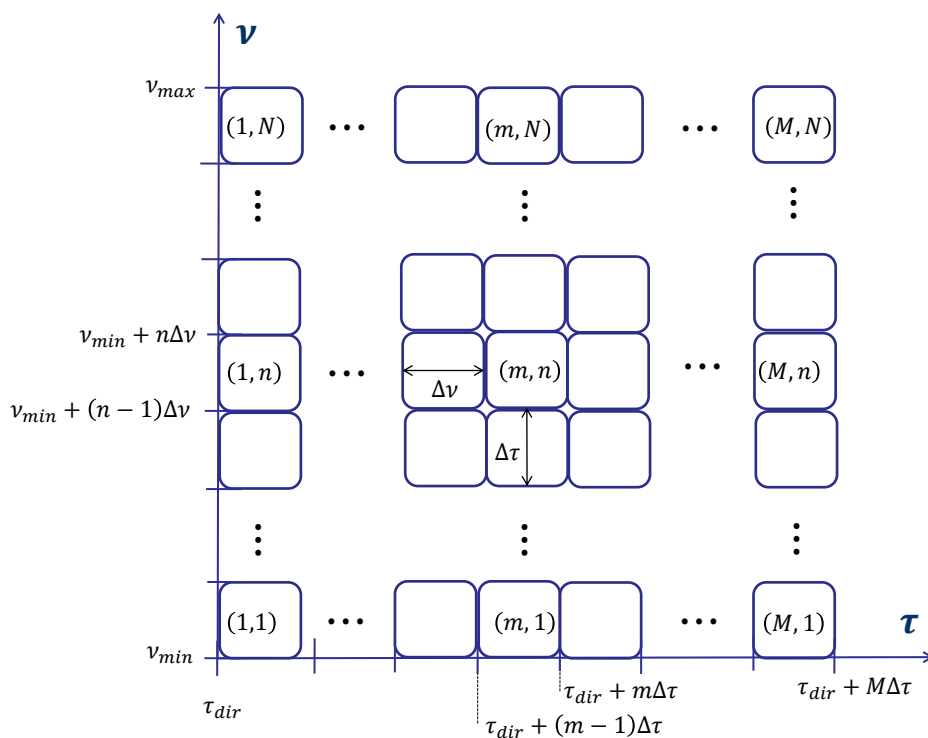 ν
ν_max
(1, N) ••• (m, N) ••• (M, N)
⋮ ⋮ ⋮
ν_min + nΔν
(1, n) ••• (m, n) ••• (M, n)
Δν
ν_min + (n − 1)Δν
Δτ
⋮ ⋮ ⋮
(1,1) ••• (m, 1) ••• (M, 1)
τ
ν_min
τ_dir
τ_dir + mΔτ
τ_dir + MΔτ
τ_dir + (m − 1)Δτ